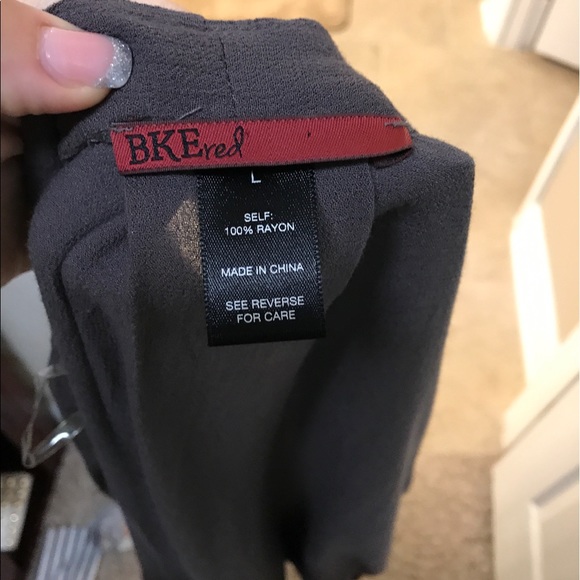 BKEred
L
SELF:
100% RAYON
MADE IN CHINA
SEE REVERSE
FOR CARE